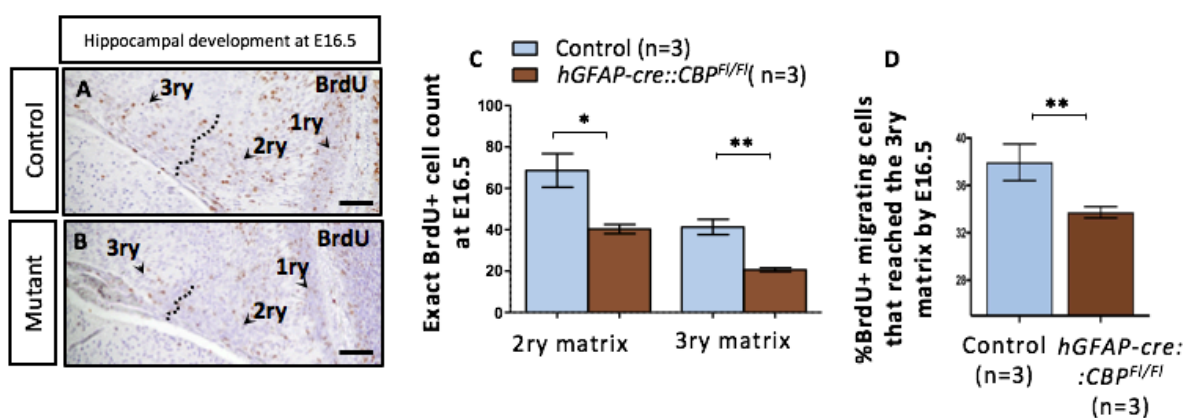 Hippocampal development at E16.5
Control
A
3ry
BrdU
1ry
2ry
Mutant
B
3ry
BrdU
1ry
2ry
C
Control (n=3)
hGFAP-cre::CBPFl/Fl( n=3)
Exact BrdU+ cell count
at E16.5
100
80
60
40
20
0
*
**
2ry matrix
3ry matrix
D
%BrdU+ migrating cells
that reached the 3ry
matrix by E16.5
40
36
32
28
**
Control
(n=3)
hGFAP-cre:
:CBPFl/Fl
(n=3)